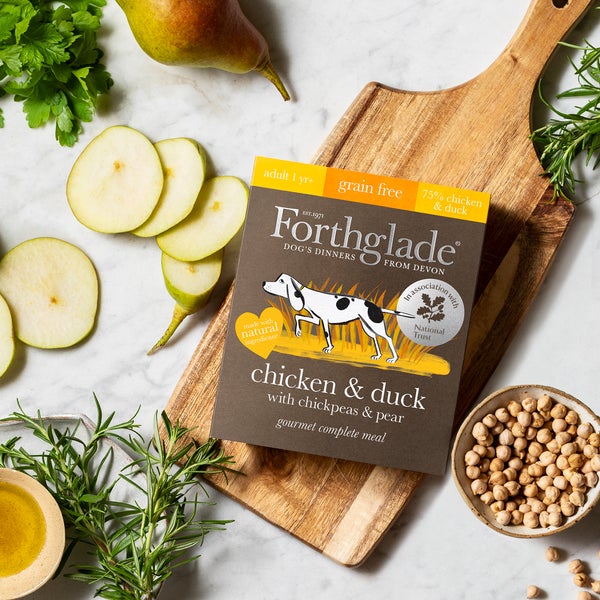 adult 1 yr+
grain free
75% chicken
& duck
EST.1971
Forthglade®
DOG'S DINNERS FROM DEVON
In association with
National
Trust
made with
natural
ingredients
chicken & duck
with chickpeas & pear
gourmet complete meal